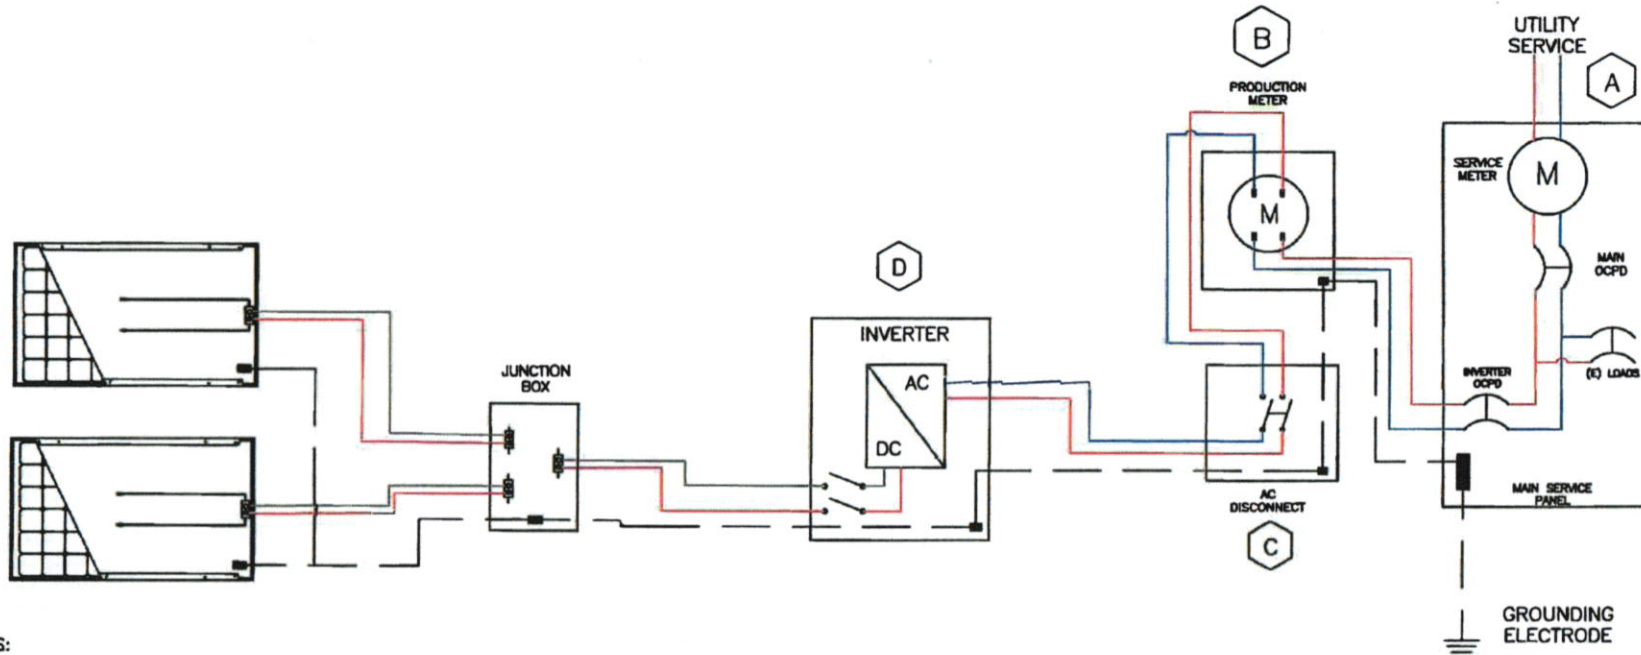 UTILITY
SERVICE
A
B
PRODUCTION
METER
SERVICE
METER
M
M
MAIN
OCPD
D
INVERTER
AC
DC
JUNCTION
BOX
INVERTER
OCPD
(E) LOADS
MAIN SERVICE
PANEL
AC
DISCONNECT
C
GROUNDING
ELECTRODE
S: